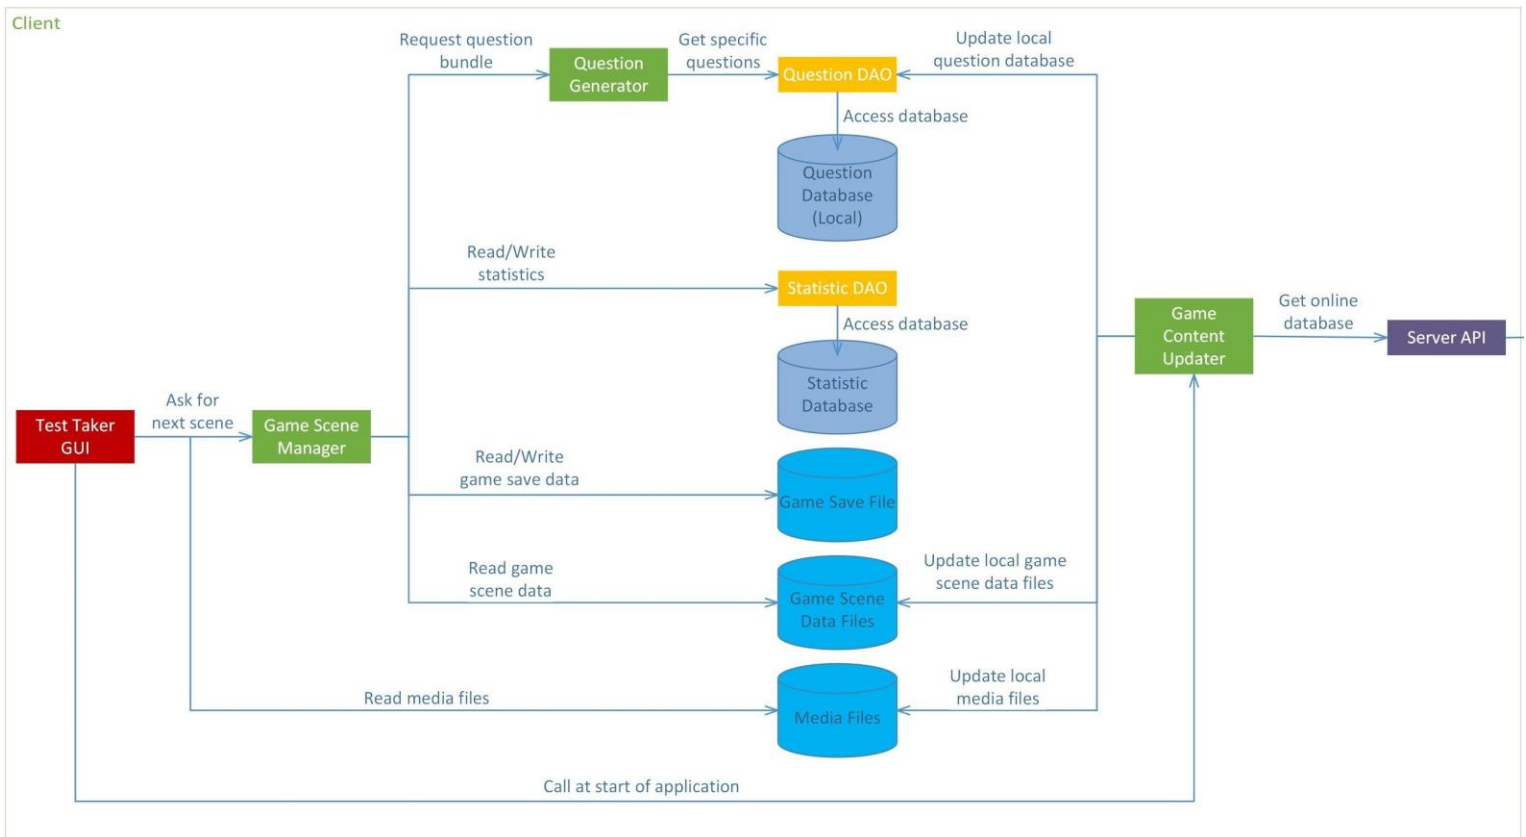 Client
Request question
bundle
Question
Generator
Get specific
questions
Question DAO
Update local
question database
Access database
Question
Database
(Local)
Read/Write
statistics
Statistic DAO
Access database
Statistic
Database
Game
Content
Updater
Get online
database
Server API
Test Taker
GUI
Ask for
next scene
Game Scene
Manager
Read/Write
game save data
Game Save File
Read game
scene data
Game Scene
Data Files
Update local game
scene data files
Read media files
Media Files
Update local
media files
Call at start of application